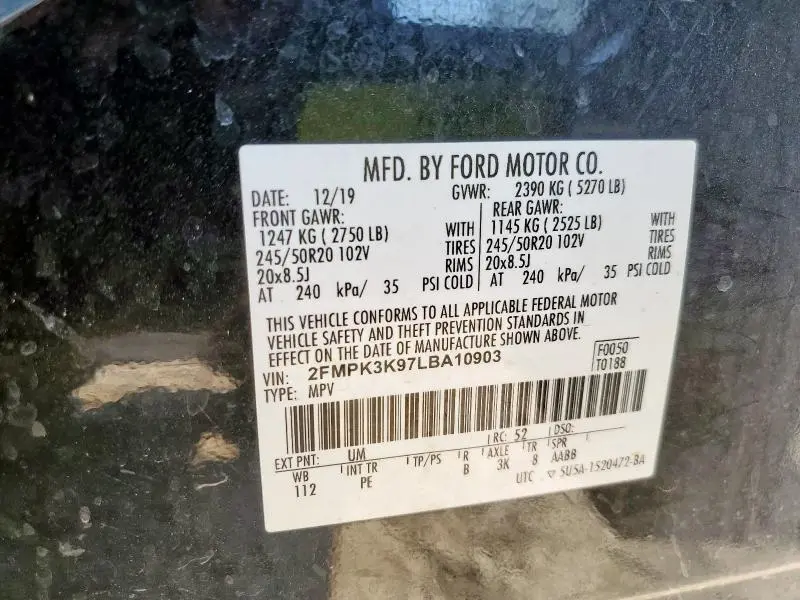 MFD. BY FORD MOTOR CO.
DATE: 12/19 GVWR: 2390 KG ( 5270 LB)
FRONT GAWR: REAR GAWR:
1247 KG ( 2750 LB) WITH 1145 KG ( 2525 LB) WITH
245/50R20 102V TIRES 245/50R20 102V TIRES
20x8.5J RIMS 20x8.5J RIMS
AT 240 kPa/ 35 PSI COLD AT 240 kPa/ 35 PSI COLD
THIS VEHICLE CONFORMS TO ALL APPLICABLE FEDERAL MOTOR
VEHICLE SAFETY AND THEFT PREVENTION STANDARDS IN
EFFECT ON THE DATE OF MANUFACTURE SHOWN ABOVE.
VIN: 2FMPK3K97LBA10903 F0050
TYPE: MPV T0188
EXT PNT: UM RC: 52 DSO:
WB INT TR TP/PS R AXLE TR SPR
112 PE B 3K 8 AABB
UTC ▽ 5U5A-1520472-BA